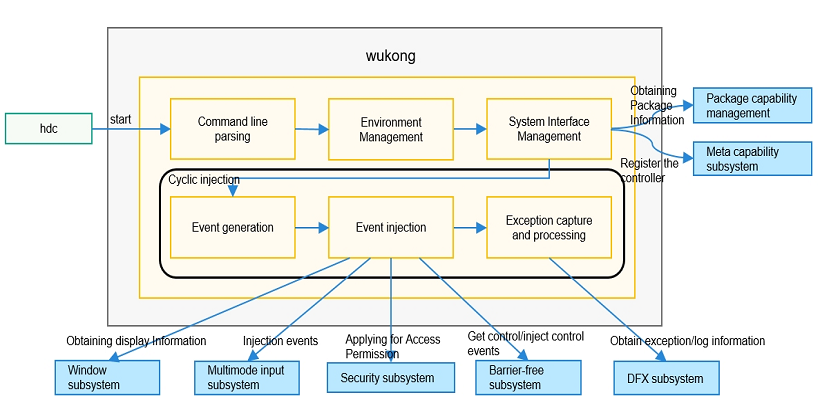 wukong
hdc
start
Command line
parsing
Environment
Management
System Interface
Management
Obtaining
Package
Information
Package capability
management
Register the
controller
Meta capability
subsystem
Cyclic injection
Event generation
Event injection
Exception capture
and processing
Obtaining display Information
Injection events
Applying for Access
Permission
Get control/inject control
events
Obtain exception/log information
Window
subsystem
Multimode input
subsystem
Security subsystem
Barrier-free
subsystem
DFX subsystem